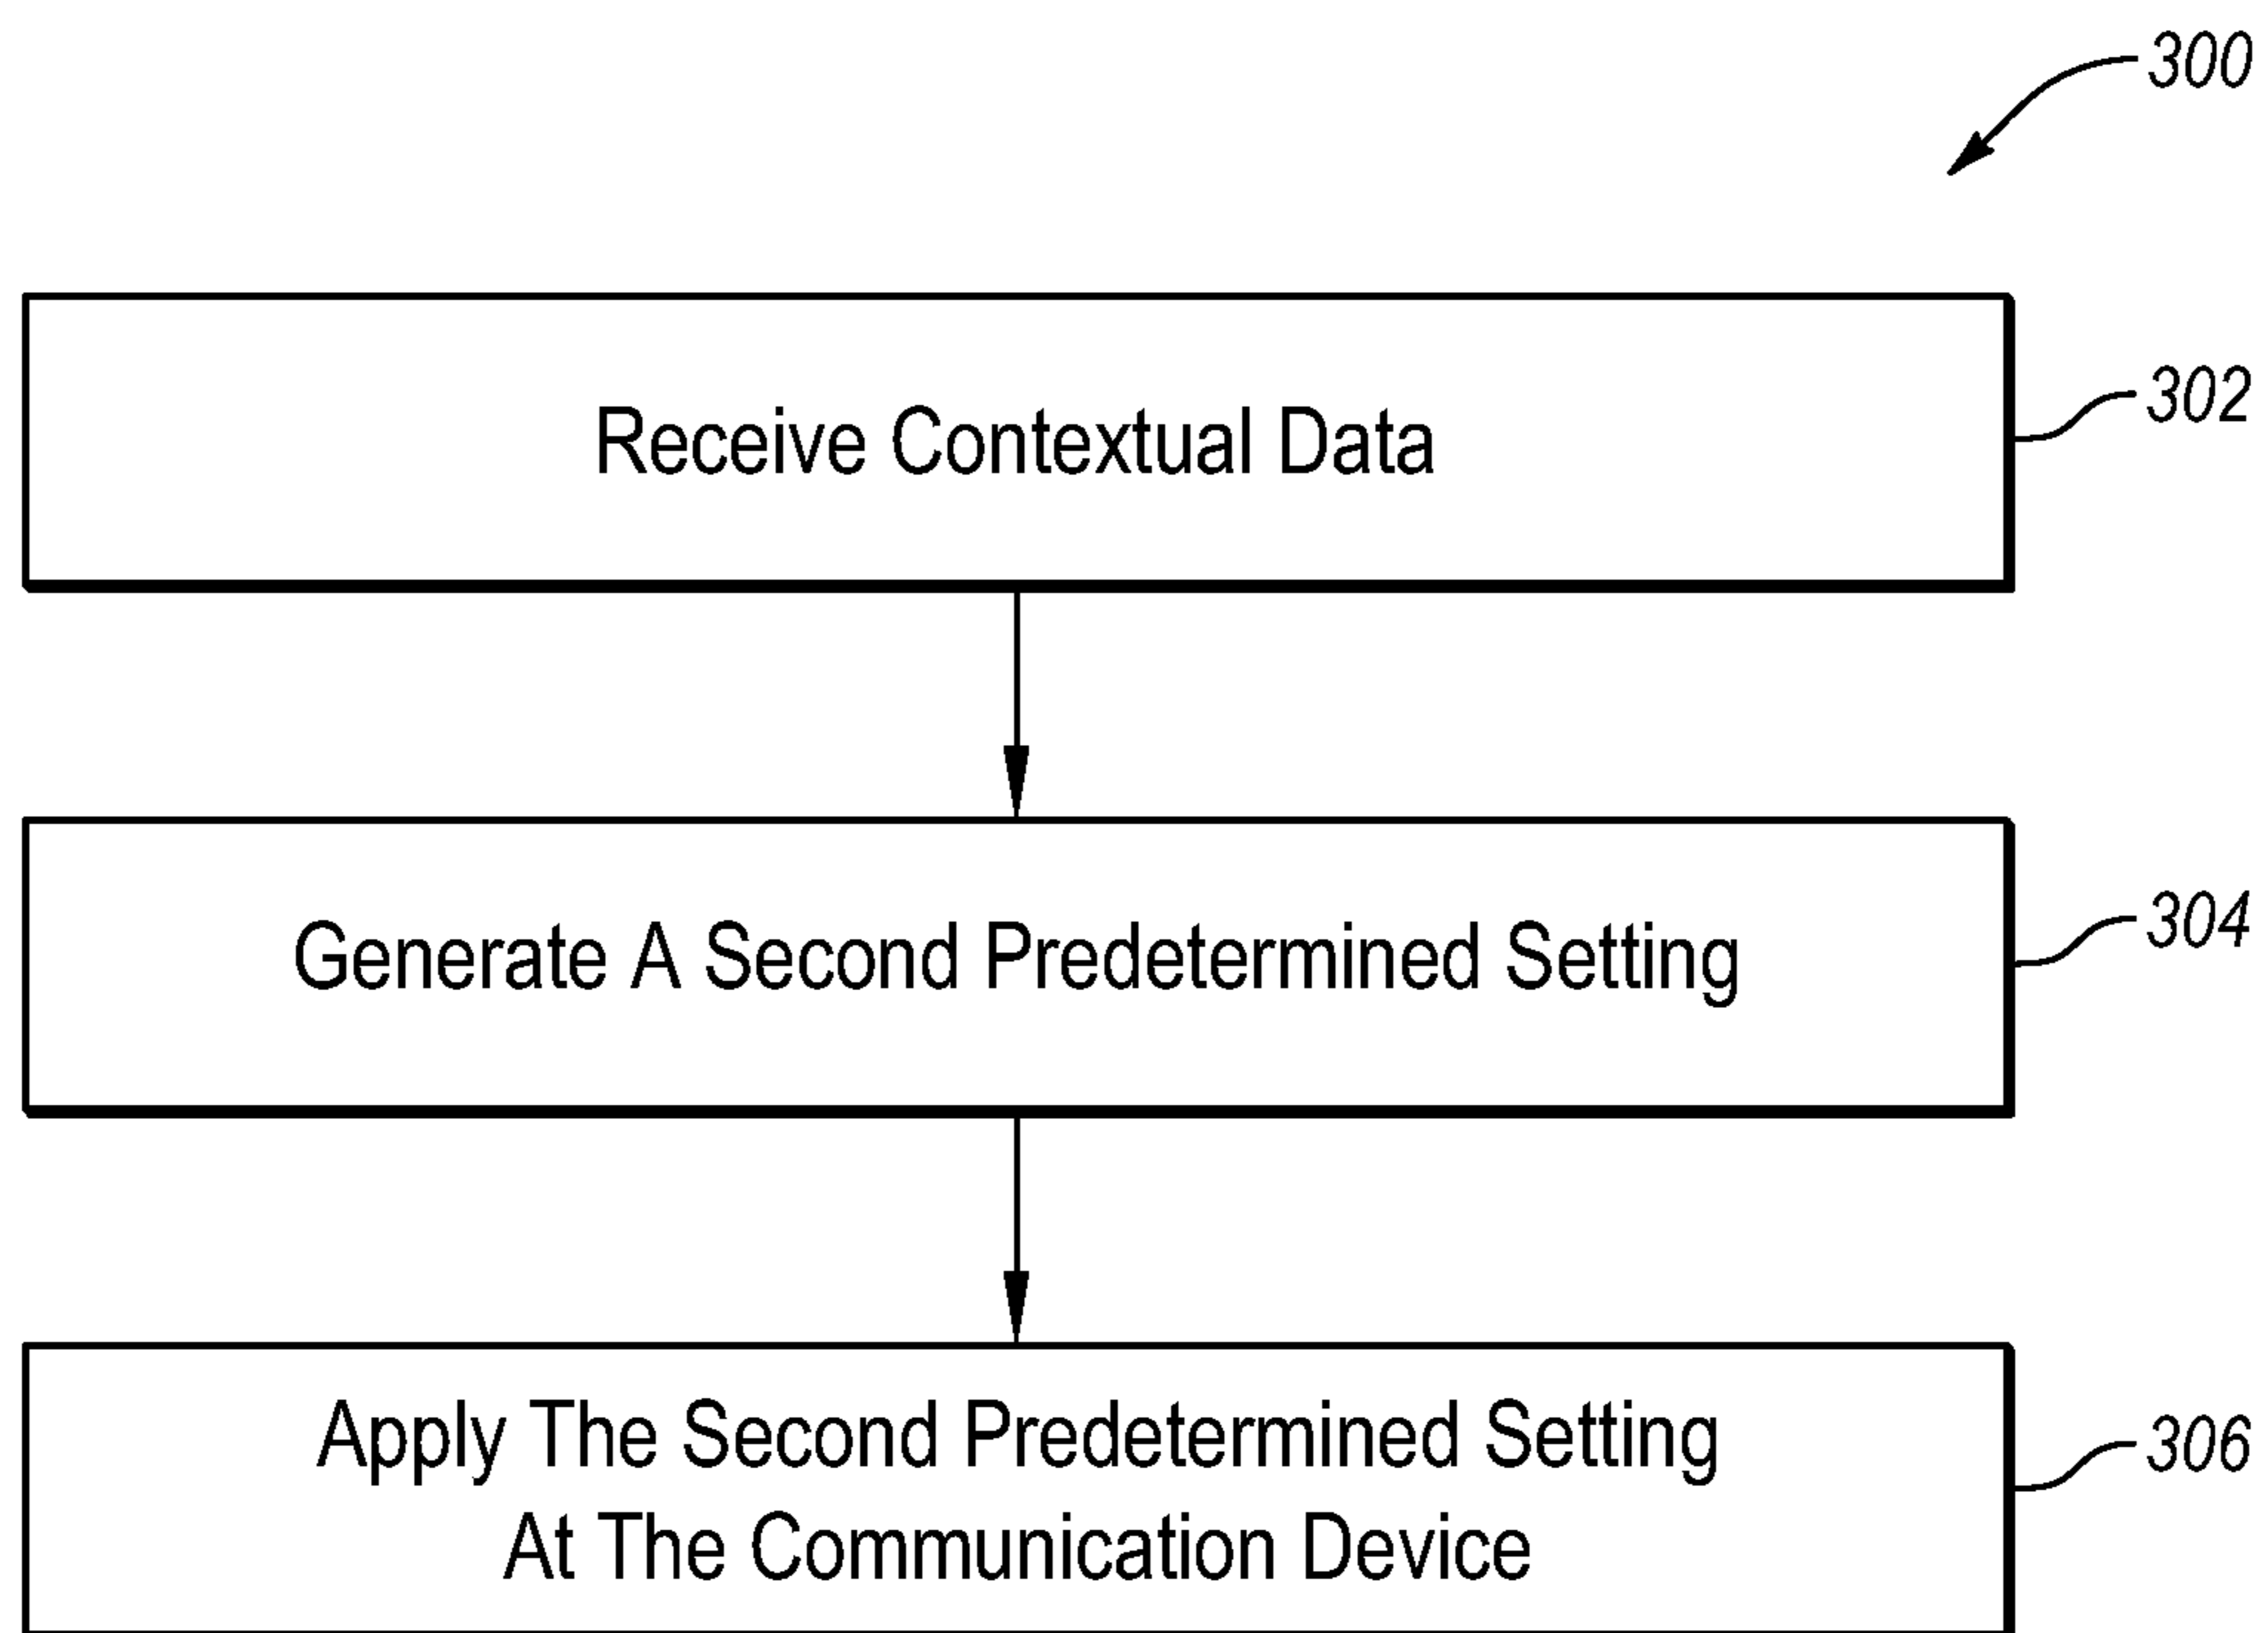 300
Receive Contextual Data
302
Generate A Second Predetermined Setting
304
Apply The Second Predetermined Setting
At The Communication Device
306